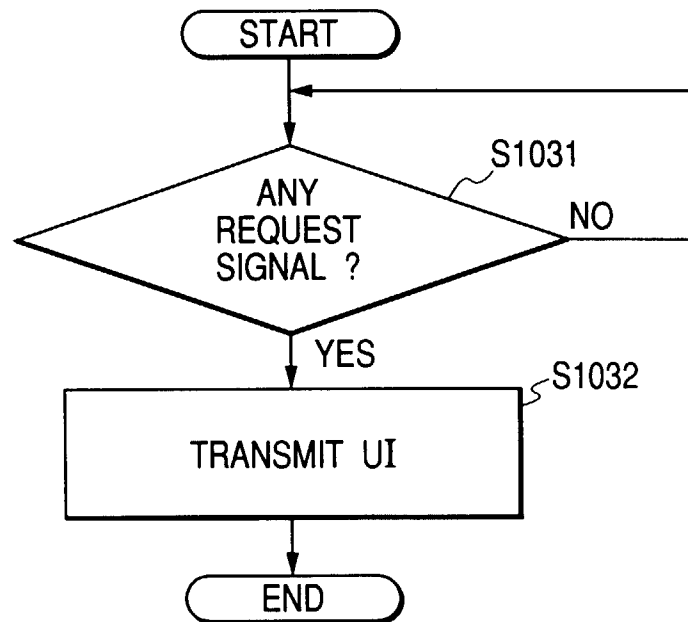 START
S1031
ANY
REQUEST
SIGNAL ?
NO
YES
S1032
TRANSMIT UI
END